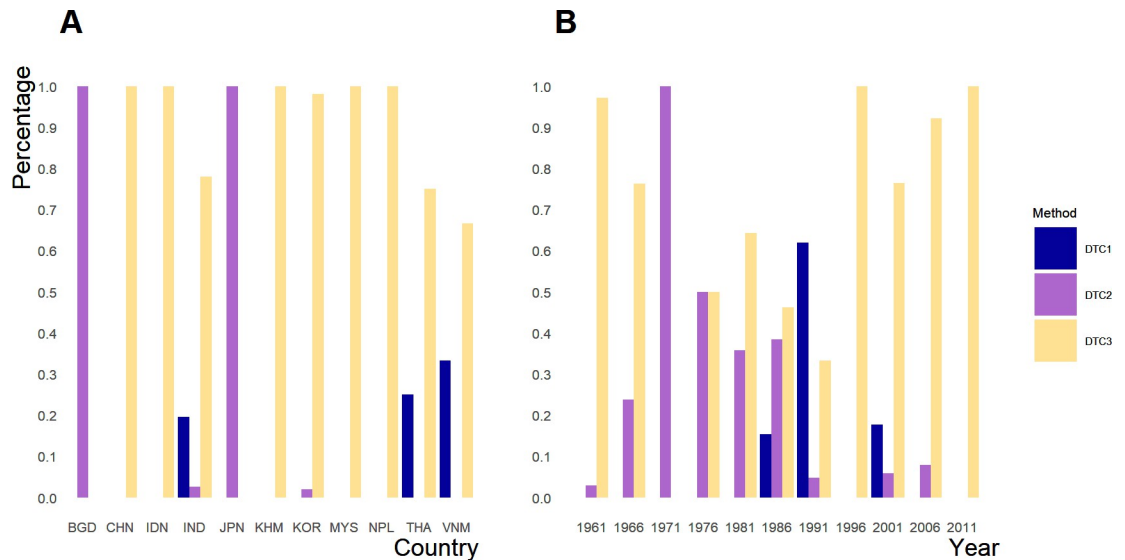 A
B
Percentage
1.0
0.9
0.8
0.7
0.6
0.5
0.4
0.3
0.2
0.1
0.0
BGD CHN IDN IND JPN KHM KOR MYS NPL THA VNM
Country
1.0
0.9
0.8
0.7
0.6
0.5
0.4
0.3
0.2
0.1
0.0
1961 1966 1971 1976 1981 1986 1991 1996 2001 2006 2011
Year
Method
DTC1
DTC2
DTC3